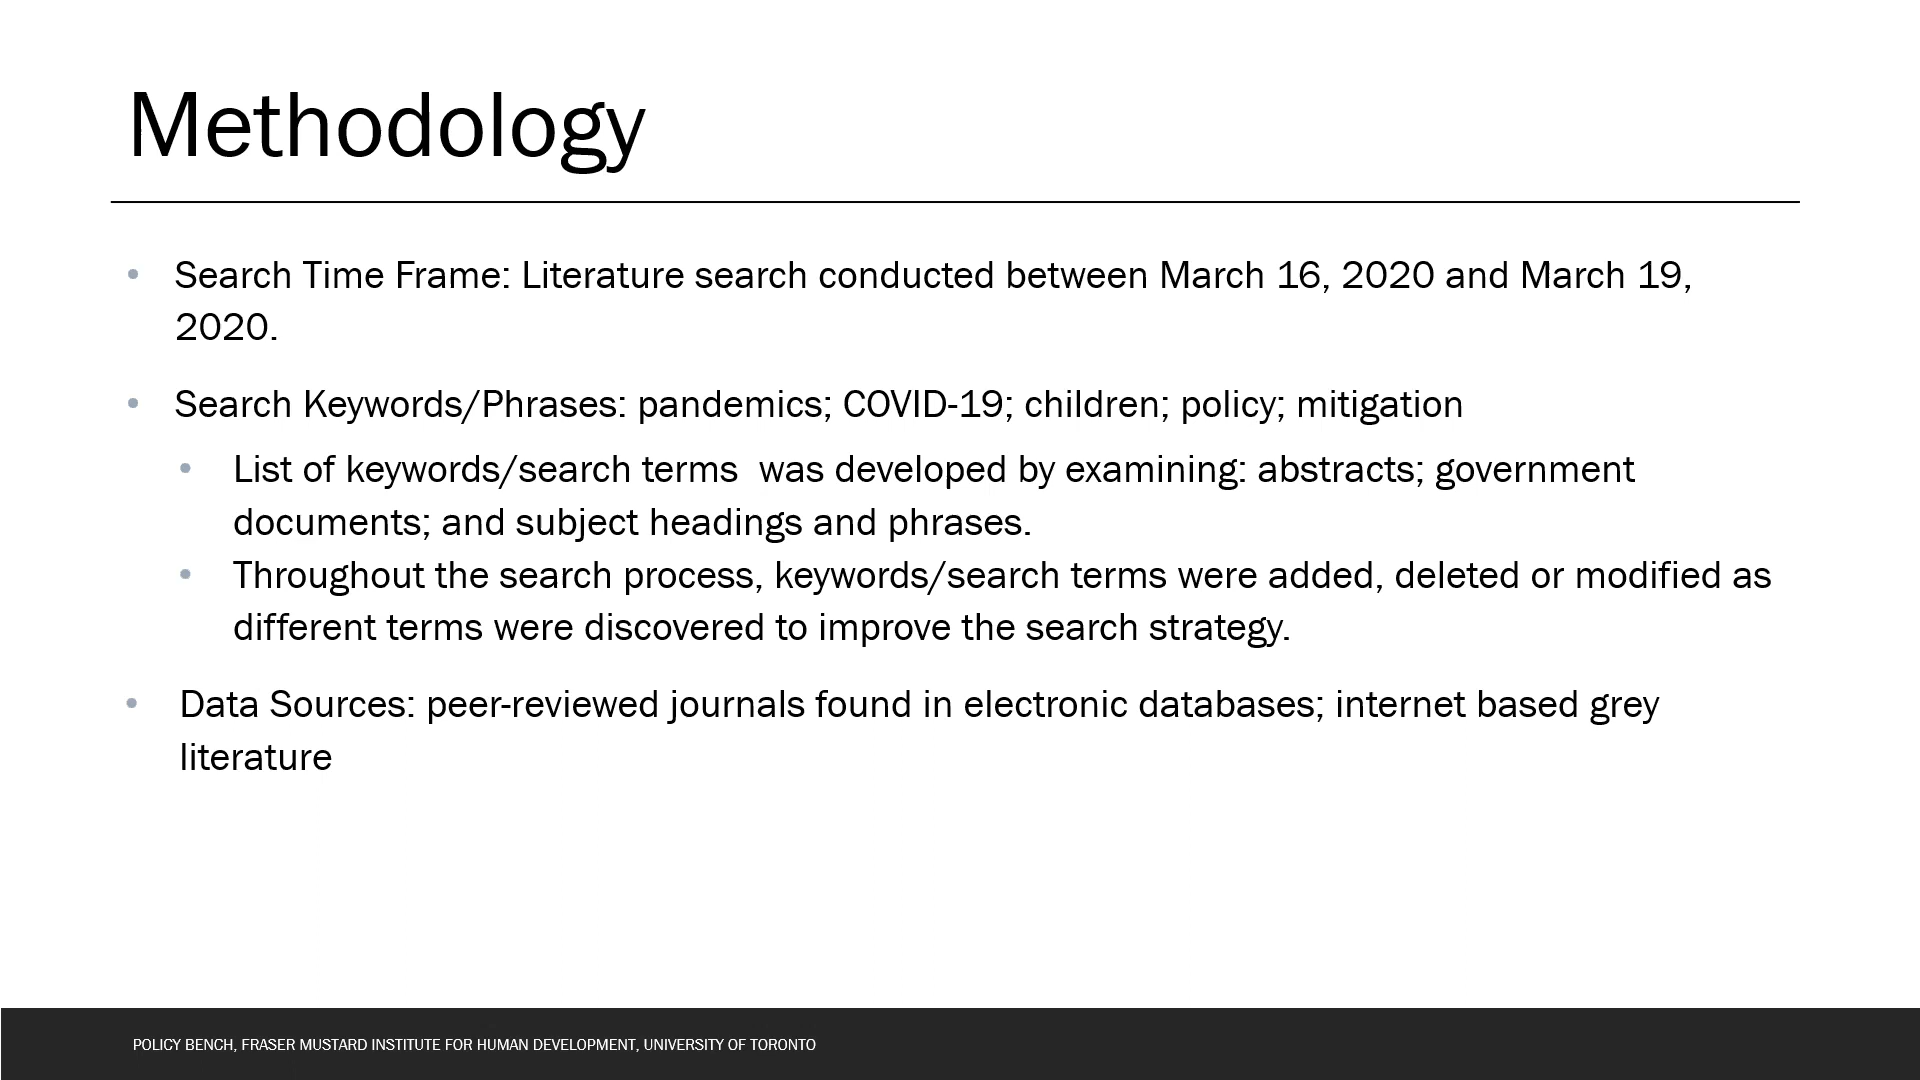 Methodology
• Search Time Frame: Literature search conducted between March 16, 2020 and March 19,
2020.
• Search Keywords/Phrases: pandemics; COVID-19; children; policy; mitigation
• List of keywords/search terms  was developed by examining: abstracts; government
documents; and subject headings and phrases.
• Throughout the search process, keywords/search terms were added, deleted or modified as
different terms were discovered to improve the search strategy.
• Data Sources: peer-reviewed journals found in electronic databases; internet based grey
literature
POLICY BENCH, FRASER MUSTARD INSTITUTE FOR HUMAN DEVELOPMENT, UNIVERSITY OF TORONTO